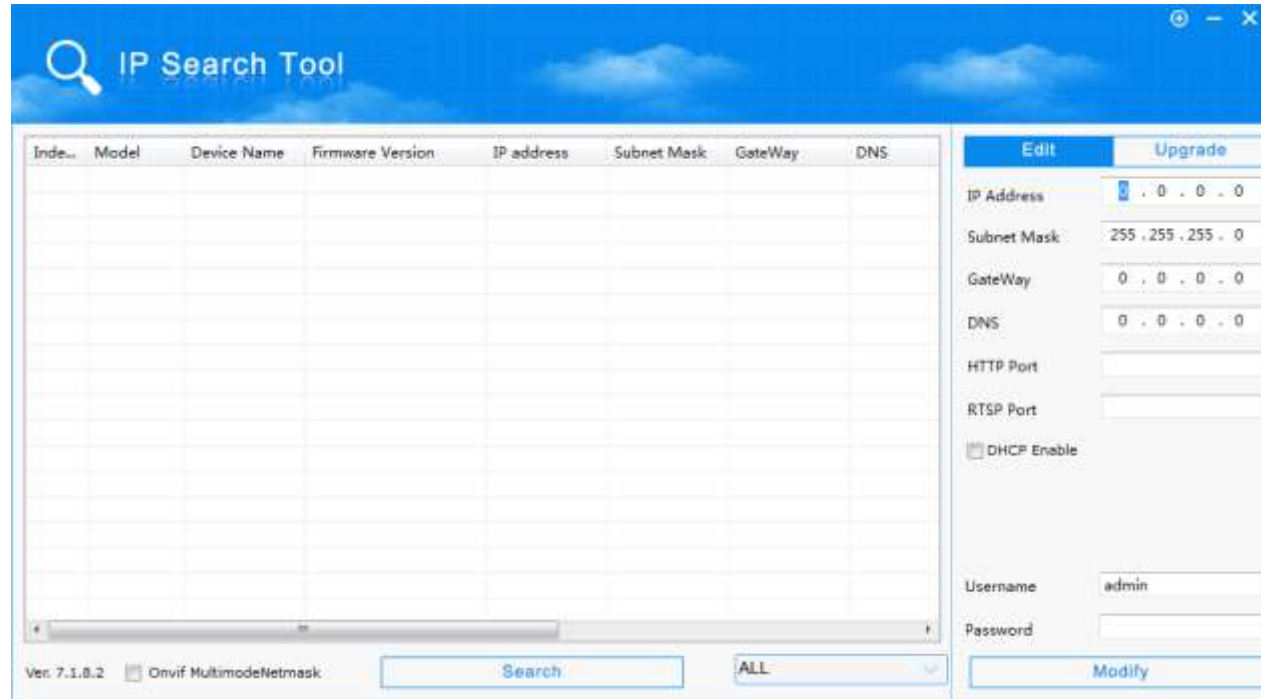 IP Search Tool
Inde... Model Device Name Firmware Version IP address Subnet Mask GateWay DNS
Edit Upgrade
IP Address 0 . 0 . 0 . 0
Subnet Mask 255 . 255 . 255 . 0
GateWay 0 . 0 . 0 . 0
DNS 0 . 0 . 0 . 0
HTTP Port
RTSP Port
DHCP Enable
Username admin
Password
Ver. 7.1.8.2 Onvif MultimodeNetmask Search ALL Modify